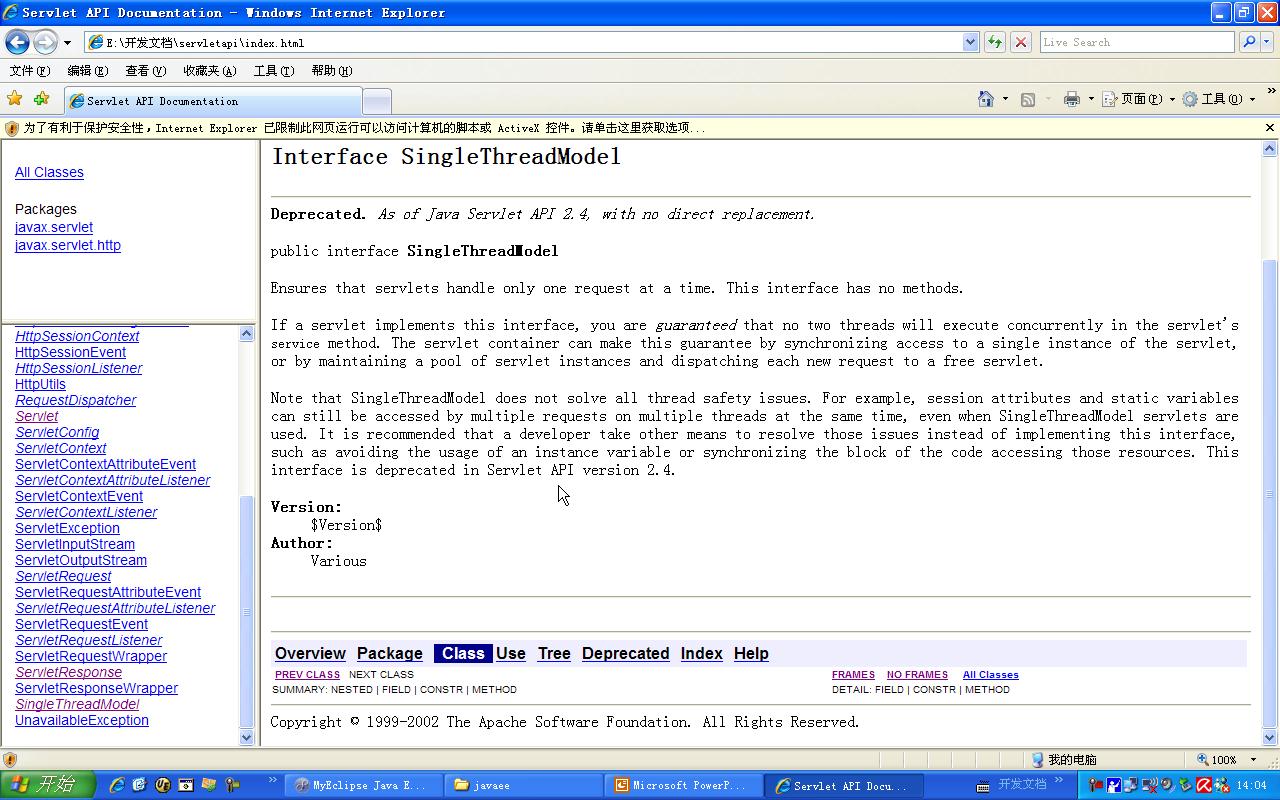 Servlet API Documentation - Windows Internet Explorer
E:\开发文档\servletapi\index.html
Live Search
文件(F) 编辑(E) 查看(V) 收藏夹(A) 工具(T) 帮助(H)
Servlet API Documentation
页面(P) 工具(O)
为了有利于保护安全性，Internet Explorer 已限制此网页运行可以访问计算机的脚本或 ActiveX 控件。请单击这里获取选项...
All Classes
Packages
javax.servlet
javax.servlet.http
HttpSessionContext
HttpSessionEvent
HttpSessionListener
HttpUtils
RequestDispatcher
Servlet
ServletConfig
ServletContext
ServletContextAttributeEvent
ServletContextAttributeListener
ServletContextEvent
ServletContextListener
ServletException
ServletInputStream
ServletOutputStream
ServletRequest
ServletRequestAttributeEvent
ServletRequestAttributeListener
ServletRequestEvent
ServletRequestListener
ServletRequestWrapper
ServletResponse
ServletResponseWrapper
SingleThreadModel
UnavailableException
Interface SingleThreadModel
Deprecated. As of Java Servlet API 2.4, with no direct replacement.
public interface SingleThreadModel
Ensures that servlets handle only one request at a time. This interface has no methods.
If a servlet implements this interface, you are guaranteed that no two threads will execute concurrently in the servlet's
service method. The servlet container can make this guarantee by synchronizing access to a single instance of the servlet,
or by maintaining a pool of servlet instances and dispatching each new request to a free servlet.
Note that SingleThreadModel does not solve all thread safety issues. For example, session attributes and static variables
can still be accessed by multiple requests on multiple threads at the same time, even when SingleThreadModel servlets are
used. It is recommended that a developer take other means to resolve those issues instead of implementing this interface,
such as avoiding the usage of an instance variable or synchronizing the block of the code accessing those resources. This
interface is deprecated in Servlet API version 2.4.
Version:
$Version$
Author:
Various
Overview Package Class Use Tree Deprecated Index Help
PREV CLASS NEXT CLASS FRAMES NO FRAMES All Classes
SUMMARY: NESTED | FIELD | CONSTR | METHOD DETAIL: FIELD | CONSTR | METHOD
Copyright © 1999-2002 The Apache Software Foundation. All Rights Reserved.
我的电脑 100%
开始 MyEclipse Java E... javaee Microsoft PowerP... Servlet API Docu... 开发文档 14:04